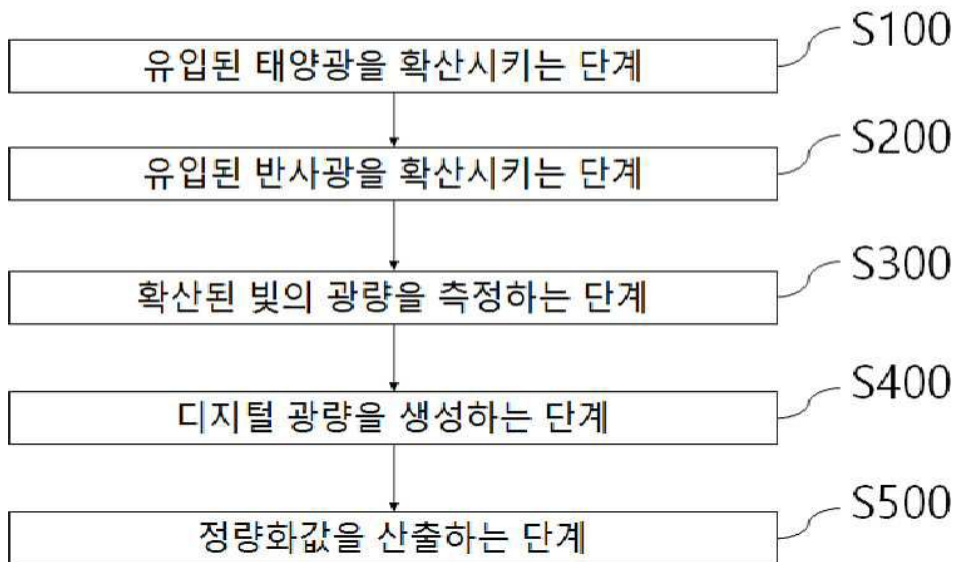 S100
유입된 태양광을 확산시키는 단계
S200
유입된 반사광을 확산시키는 단계
S300
확산된 빛의 광량을 측정하는 단계
S400
디지털 광량을 생성하는 단계
S500
정량화값을 산출하는 단계